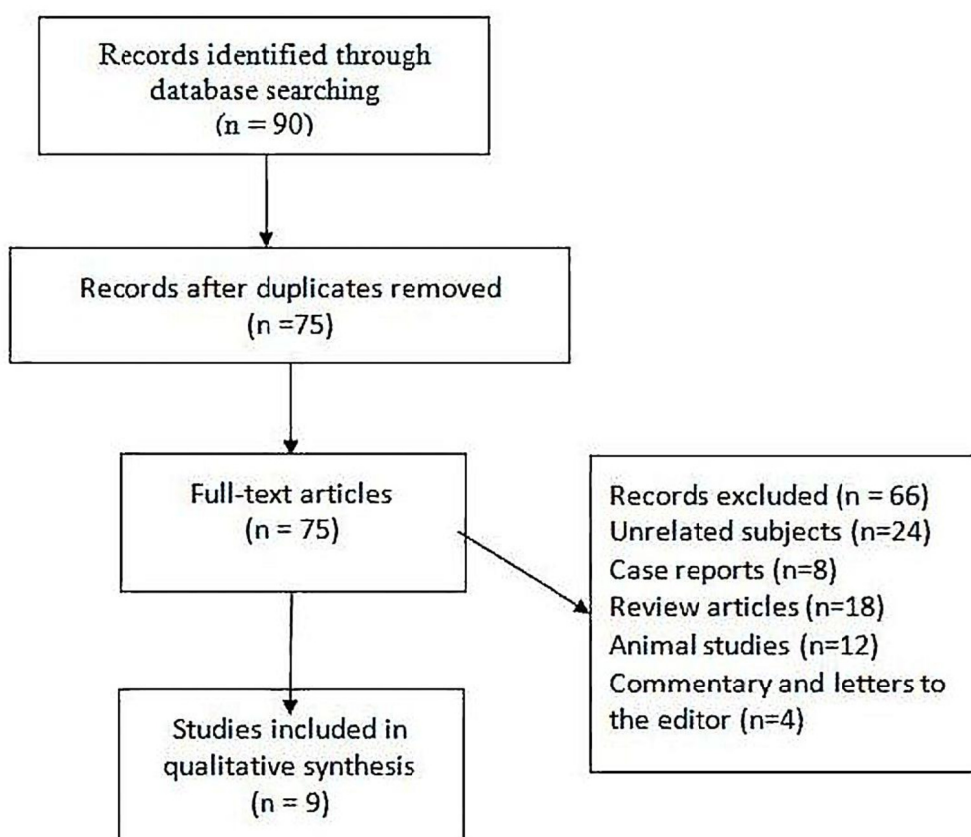 Records identified through
database searching
(n = 90)
Records after duplicates removed
(n =75)
Full-text articles
(n = 75)
Records excluded (n = 66)
Unrelated subjects (n=24)
Case reports (n=8)
Review articles (n=18)
Animal studies (n=12)
Commentary and letters to
the editor (n=4)
Studies included in
qualitative synthesis
(n = 9)